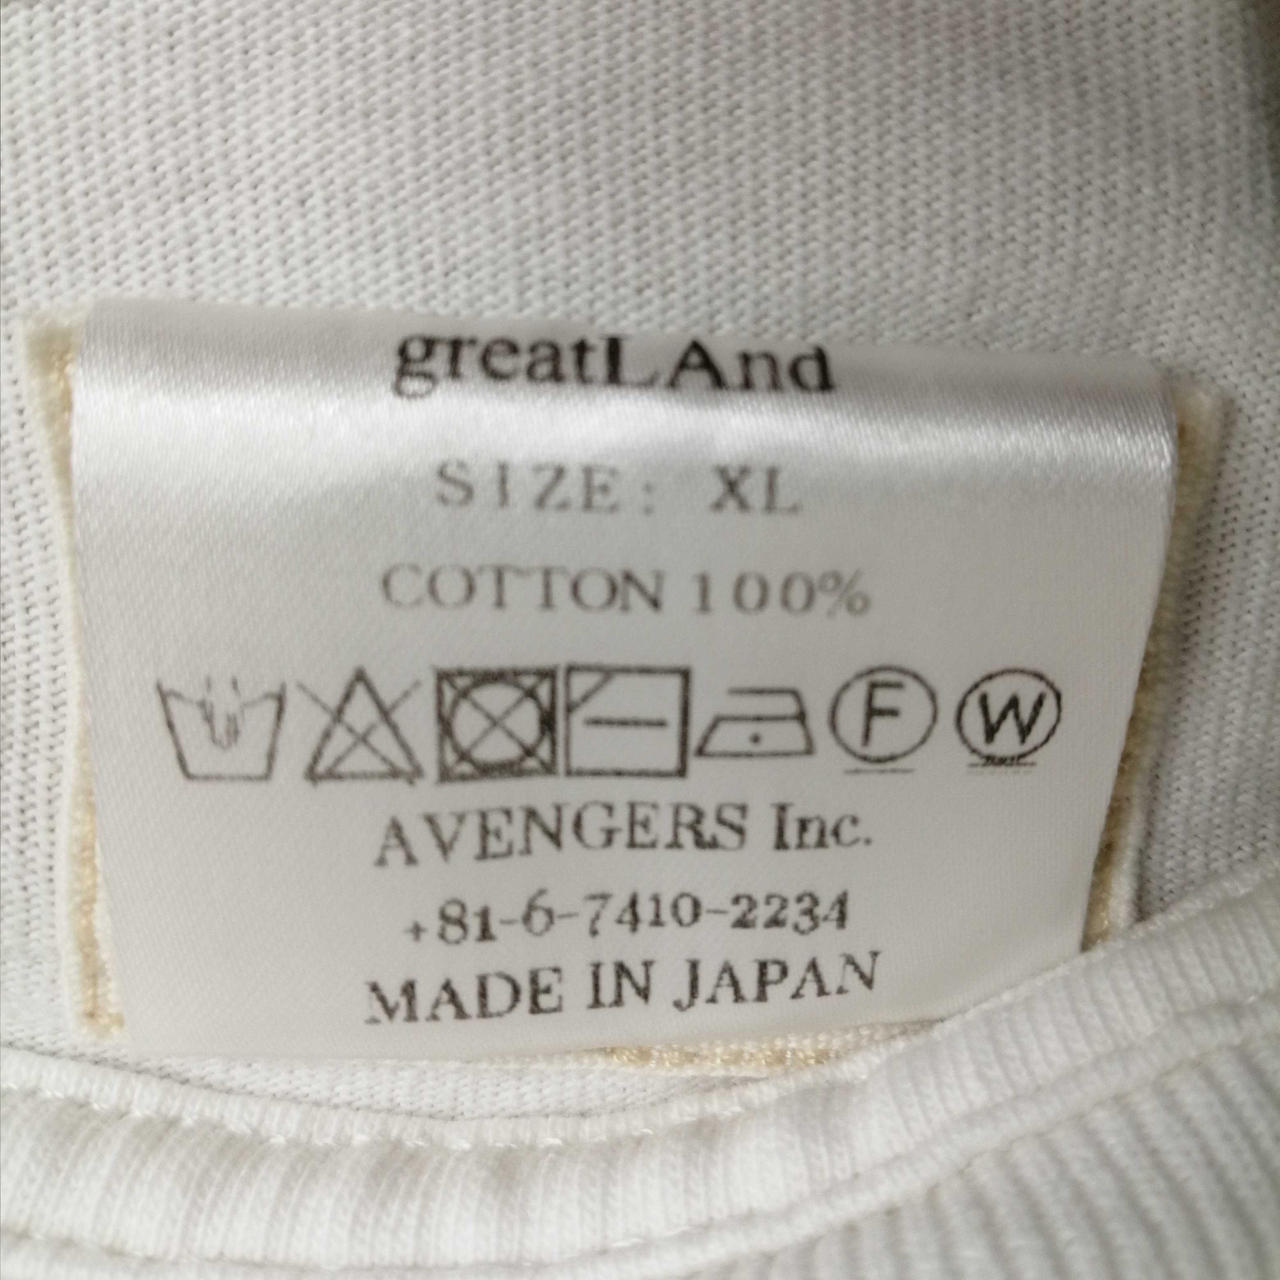 greatLAnd
SIZE: XL
COTTON 100%
F W
AVENGERS Inc.
+81-6-7410-2234
MADE IN JAPAN